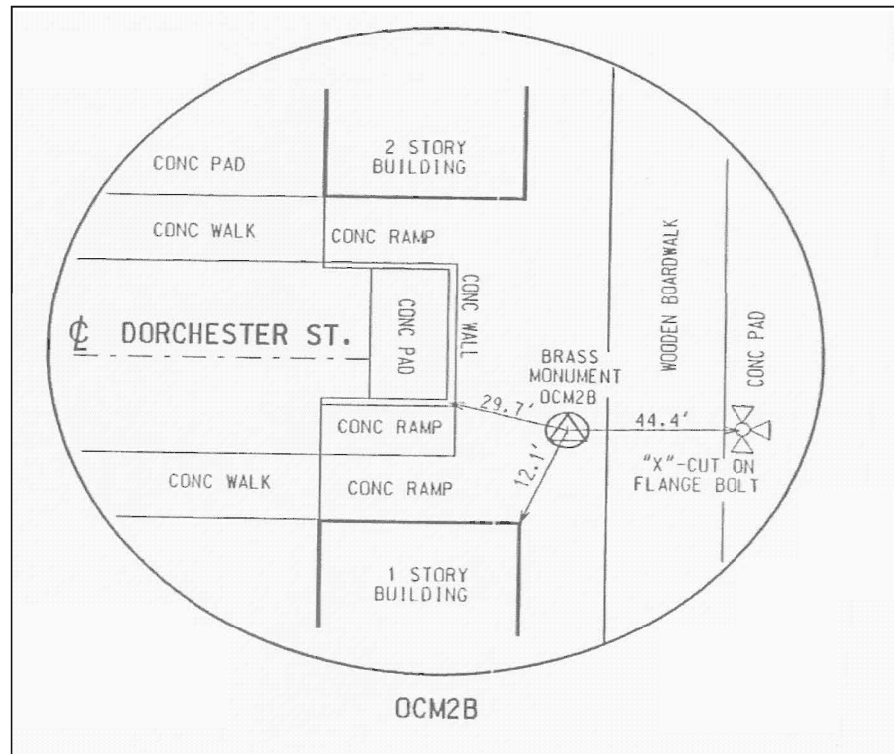 2 STORY
BUILDING
CONC PAD
CONC WALK
CONC RAMP
CONC WALL
WOODEN BOARDWALK
CONC PAD
℄ DORCHESTER ST.
CONC PAD
BRASS
MONUMENT
OCM2B
29.7'
44.4'
CONC RAMP
12.1'
"X"-CUT ON
FLANGE BOLT
CONC WALK
CONC RAMP
1 STORY
BUILDING
OCM2B